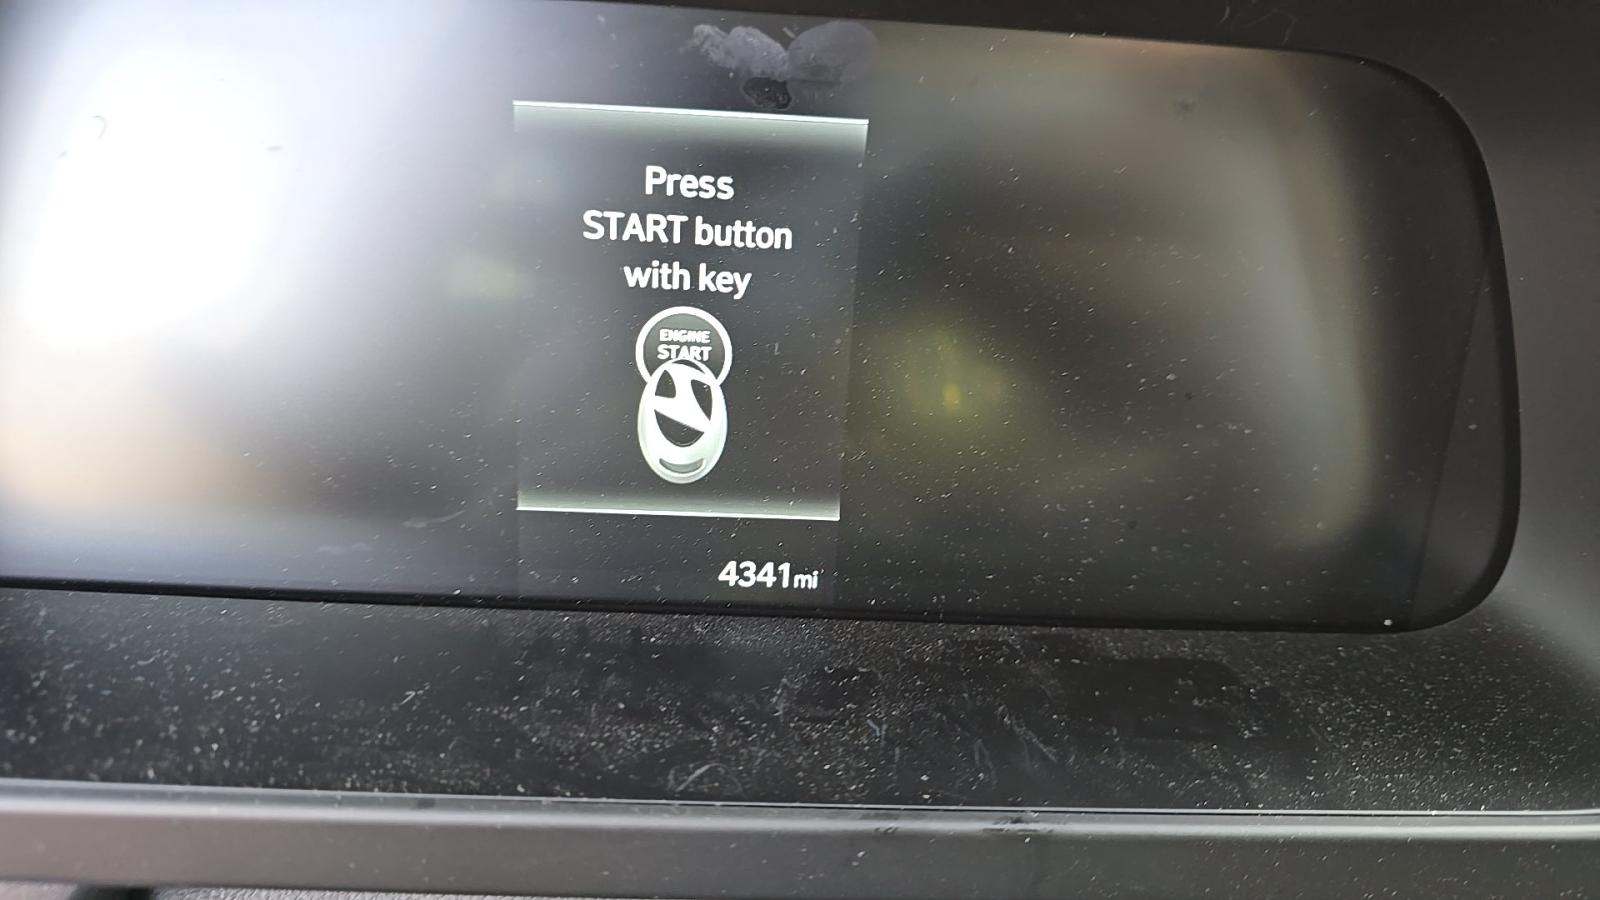 Press
START button
with key
ENGINE
START
4341mi